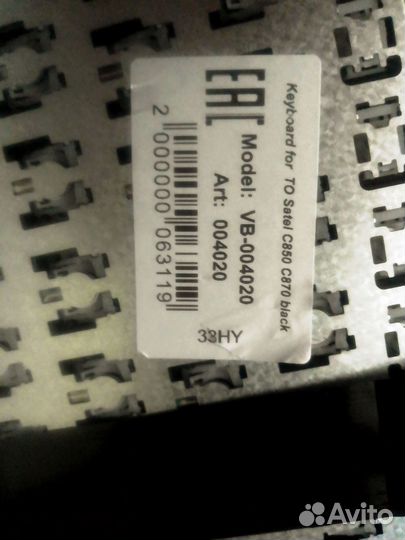 Keyboard for TO Satel C850 C870 black
EAC
Model: VB-004020
Art: 004020
2 000000 063119
33HY
Avito